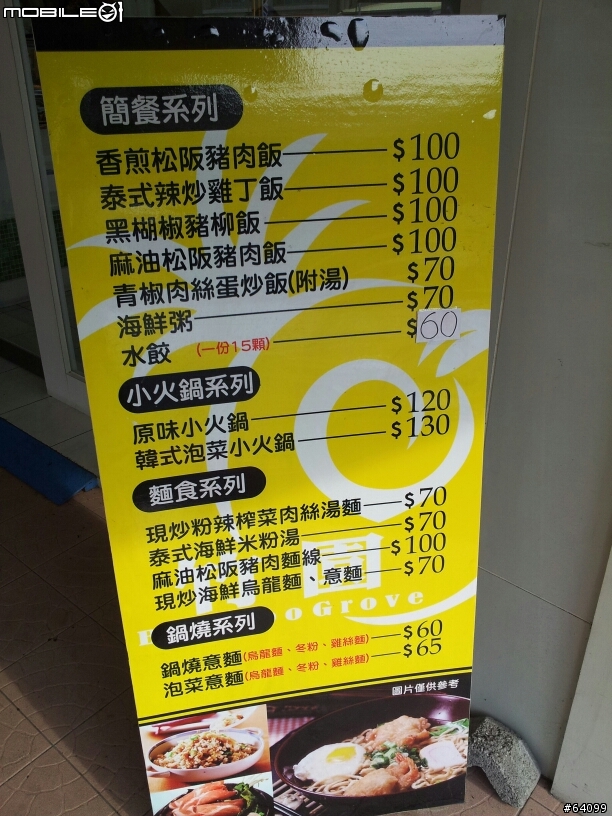 MOBILE01
簡餐系列
香煎松阪豬肉飯 $100
泰式辣炒雞丁飯 $100
黑楜椒豬柳飯 $100
麻油松阪豬肉飯 $100
青椒肉絲蛋炒飯(附湯) $70
海鮮粥 $70
水餃 (一份15顆) $60
小火鍋系列
原味小火鍋 $120
韓式泡菜小火鍋 $130
麵食系列
現炒粉辣榨菜肉絲湯麵 $70
泰式海鮮米粉湯 $70
麻油松阪豬肉麵線 $100
現炒海鮮烏龍麵、意麵 $70
園
oGrove
鍋燒系列
鍋燒意麵(烏龍麵、冬粉、雞絲麵) $60
泡菜意麵(烏龍麵、冬粉、雞絲麵) $65
圖片僅供參考
#64099